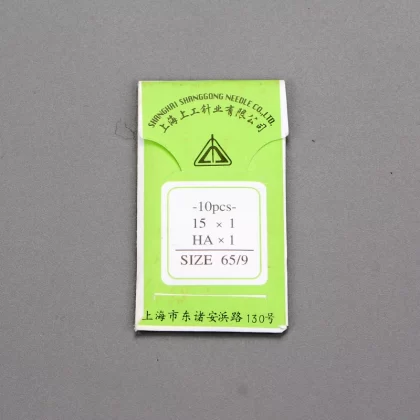 SHANGHAI SHANGGONG NEEDLE CO.,LTD.
上海上工针业有限公司
-10pcs-
15 × 1
HA × 1
SIZE 65/9
上海市东诸安浜路130号